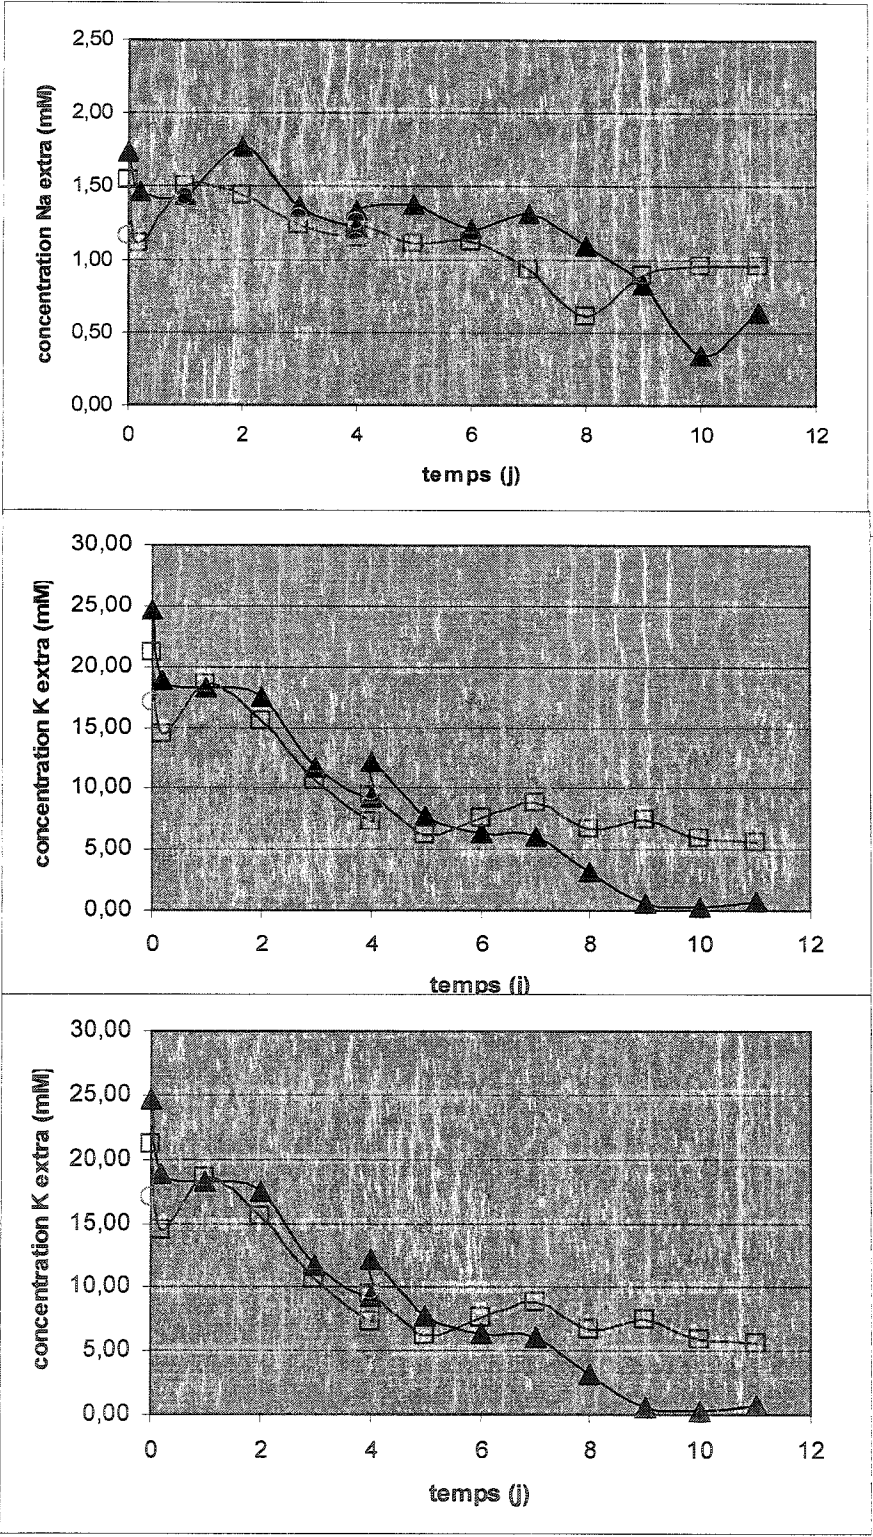 concentration Na extra (mM)
2,50
2,00
1,50
1,00
0,50
0,00
0 2 4 6 8 10 12
temps (j)
concentration K extra (mM)
30,00
25,00
20,00
15,00
10,00
5,00
0,00
0 2 4 6 8 10 12
temps (j)
concentration K extra (mM)
30,00
25,00
20,00
15,00
10,00
5,00
0,00
0 2 4 6 8 10 12
temps (j)